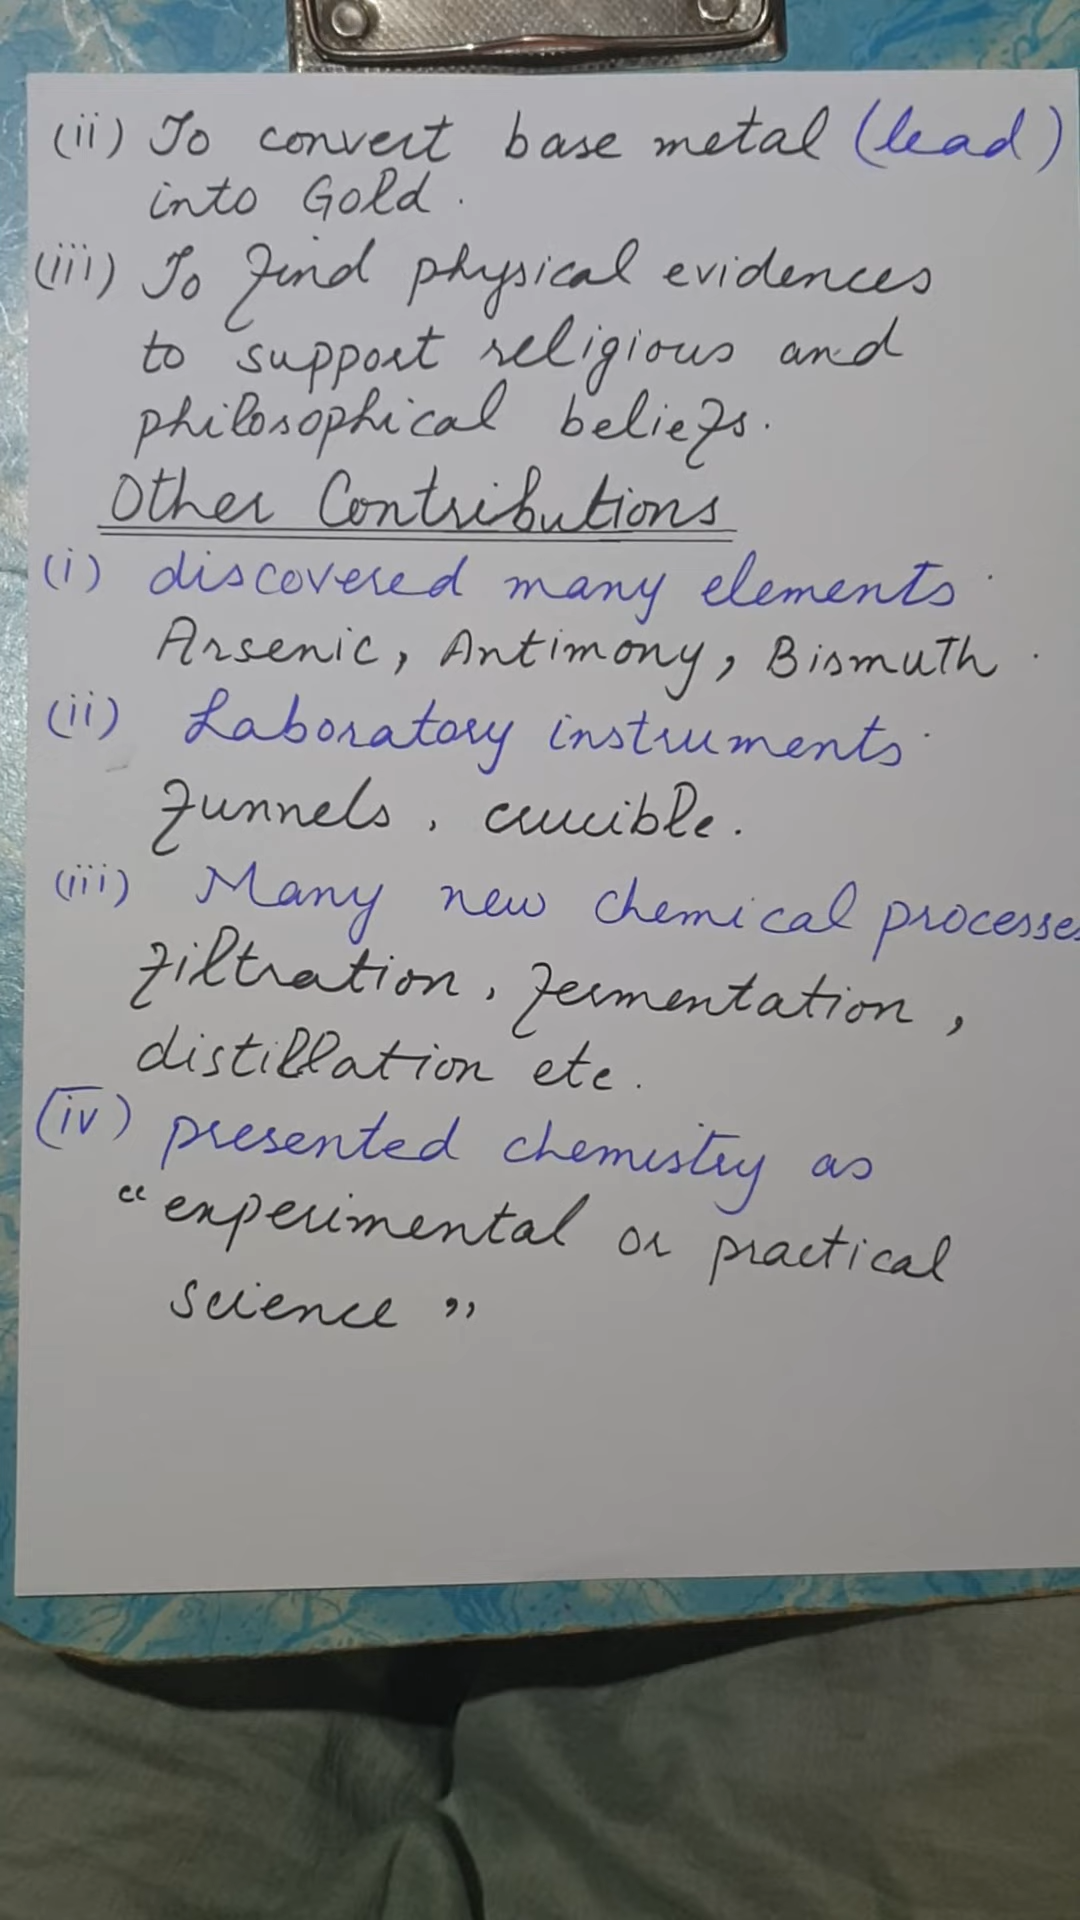 (ii) To convert base metal (lead)
into Gold.
(iii) To find physical evidences
to support religious and
philosophical beliefs.
Other Contributions
(i) discovered many elements
Arsenic, Antimony, Bismuth.
(ii) Laboratory instruments
funnels, crucible.
(iii) Many new chemical processes
filtration, fermentation,
distillation etc.
(iv) presented chemistry as
"experimental or practical
science"